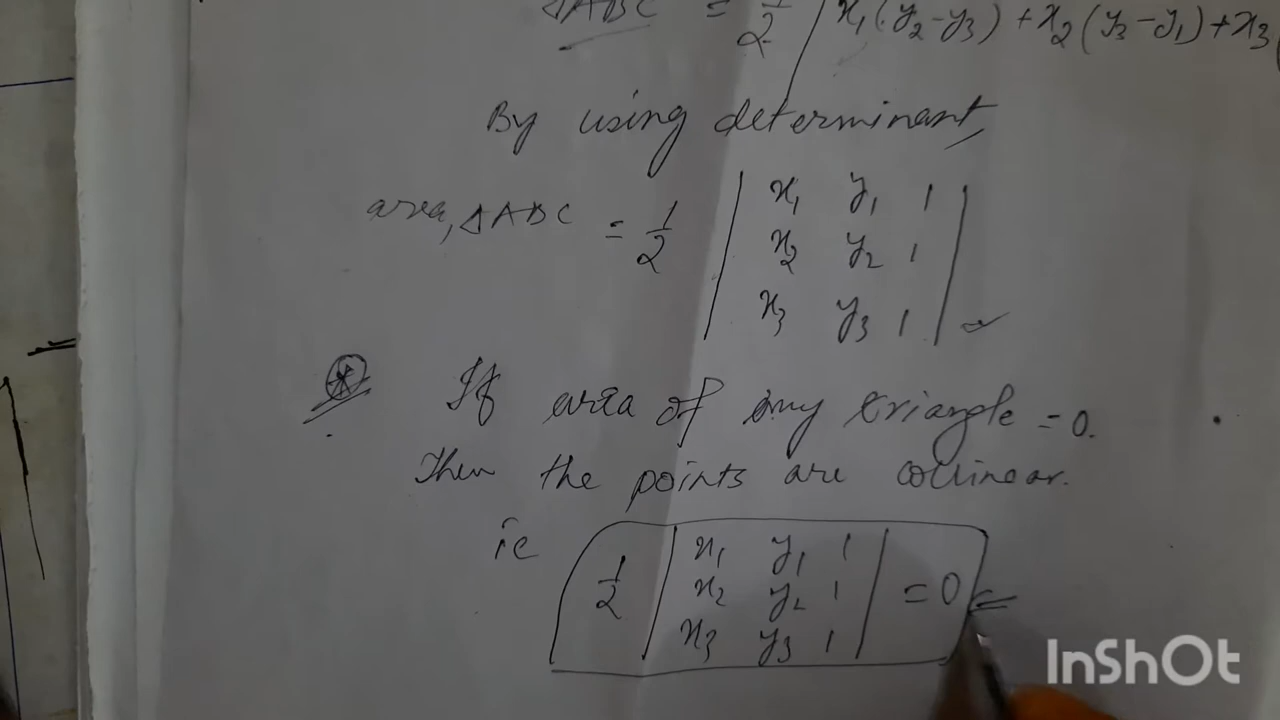 ΔABC = 1/2 | x₁(y₂-y₃) + x₂(y₃-y₁) + x₃(
By using determinant,
area, ΔABC = 1/2 | x₁ y₁ 1 |
| x₂ y₂ 1 |
| x₃ y₃ 1 |
If area of any triangle = 0.
Then the points are collinear.
ie 1/2 | x₁ y₁ 1 |
| x₂ y₂ 1 | = 0
| x₃ y₃ 1 |
InShOt